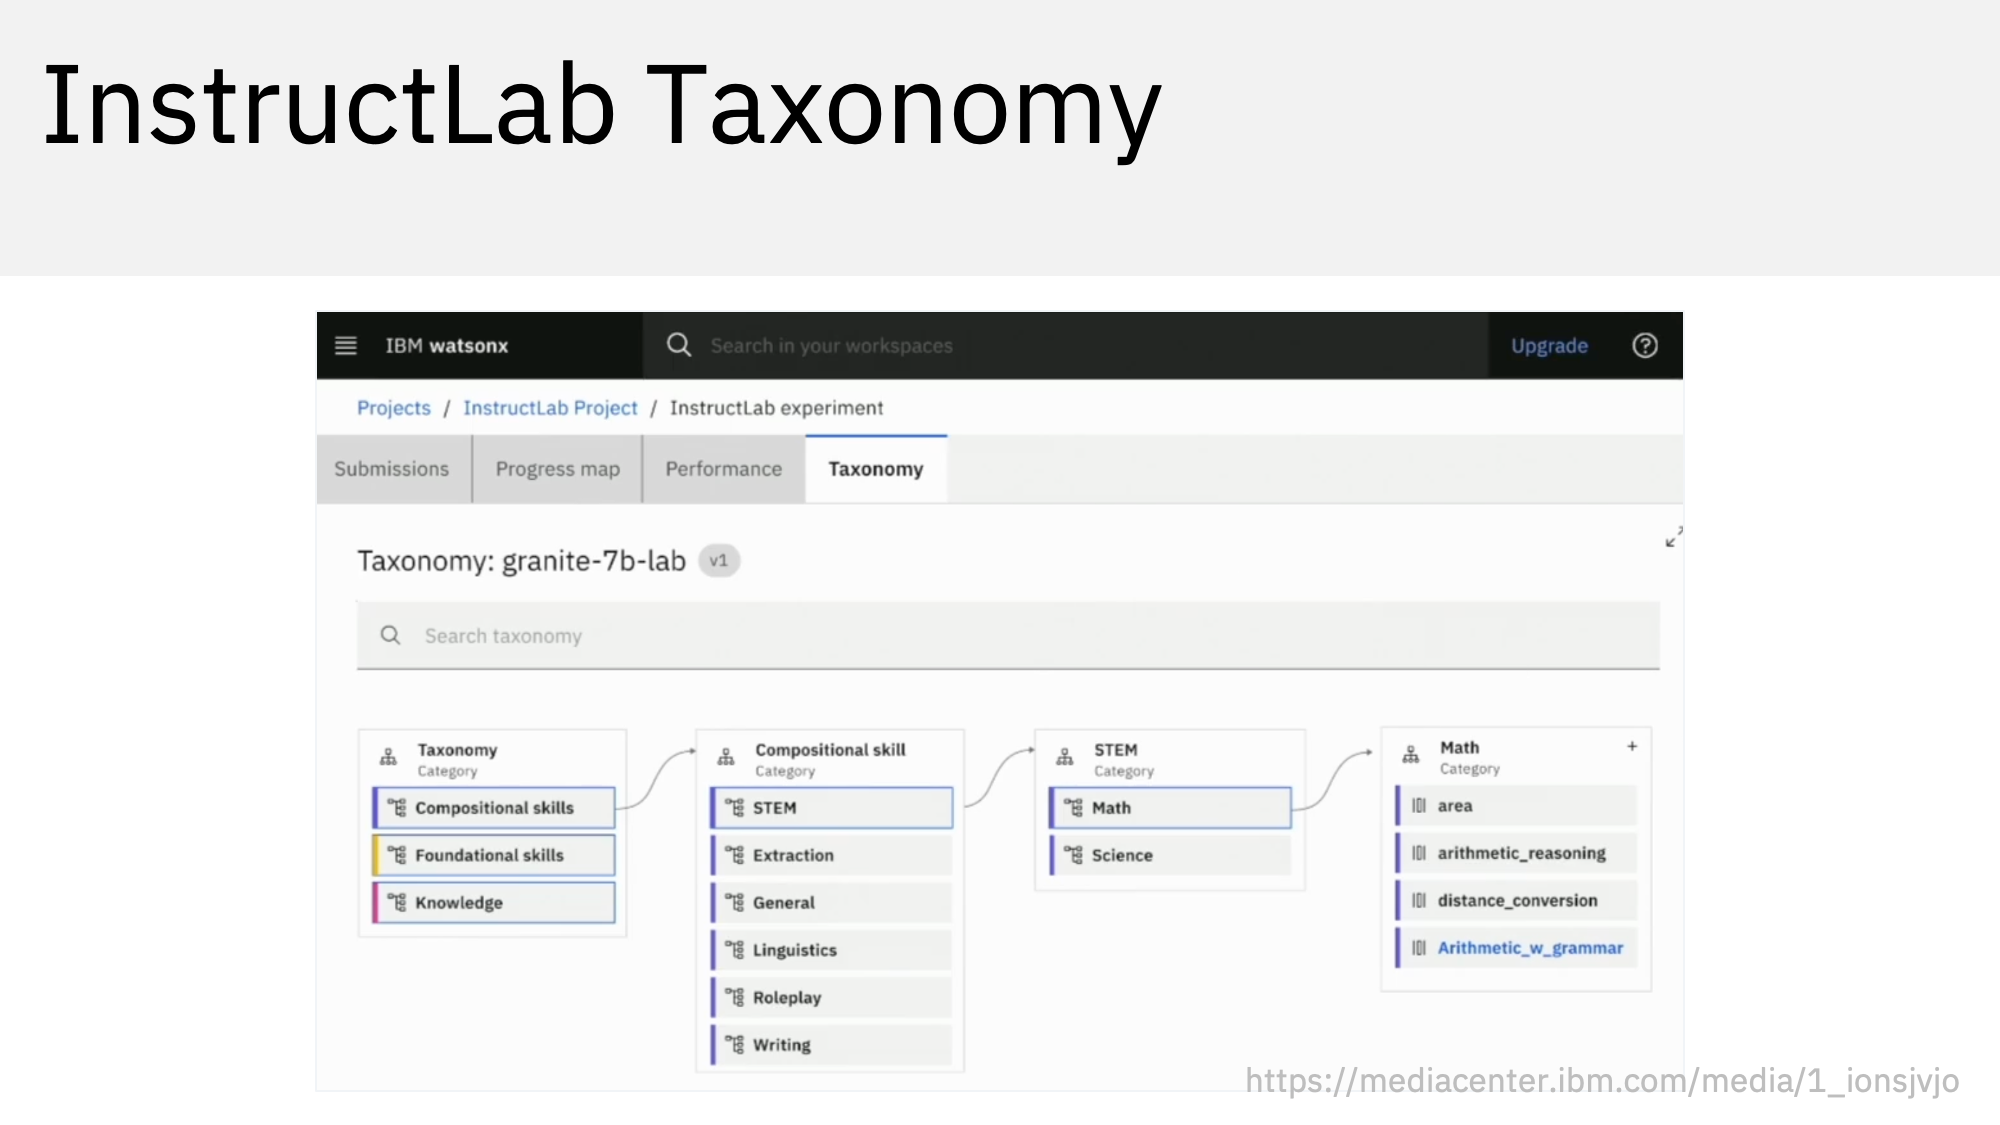 InstructLab Taxonomy
IBM watsonx
Search in your workspaces
Upgrade
Projects / InstructLab Project / InstructLab experiment
Submissions
Progress map
Performance
Taxonomy
Taxonomy: granite-7b-lab v1
Search taxonomy
Taxonomy
Category
Compositional skills
Foundational skills
Knowledge
Compositional skill
Category
STEM
Extraction
General
Linguistics
Roleplay
Writing
STEM
Category
Math
Science
Math
Category
area
arithmetic_reasoning
distance_conversion
Arithmetic_w_grammar
https://mediacenter.ibm.com/media/1_ionsjvjo